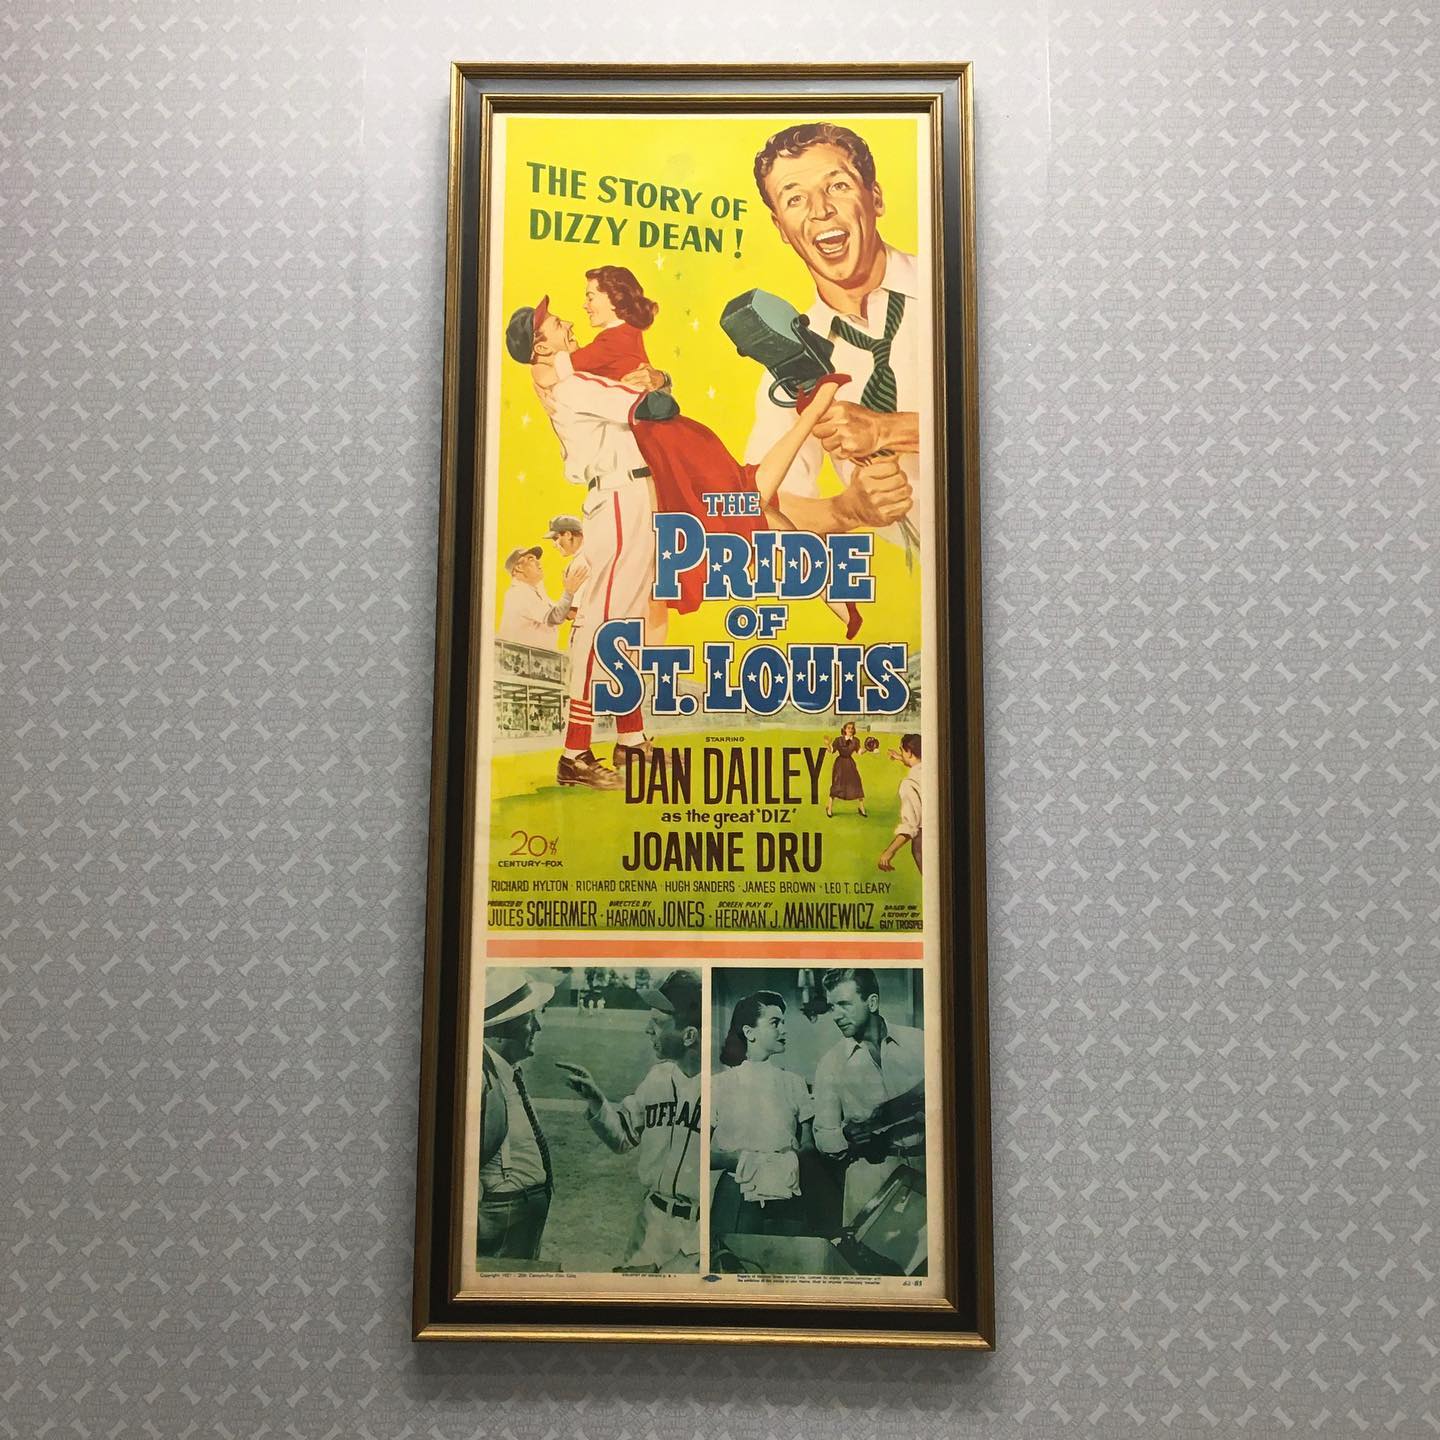 THE STORY OF
DIZZY DEAN!
THE
PRIDE
OF
ST. LOUIS
STARRING
DAN DAILEY
as the great 'DIZ'
JOANNE DRU
20th
CENTURY-FOX
RICHARD HYLTON · RICHARD CRENNA · HUGH SANDERS · JAMES BROWN · LEO T. CLEARY
PRODUCED BY JULES SCHERMER · DIRECTED BY HARMON JONES · SCREEN PLAY BY HERMAN J. MANKIEWICZ
BASED ON
A STORY BY
GUY TROSPE
UFFAL